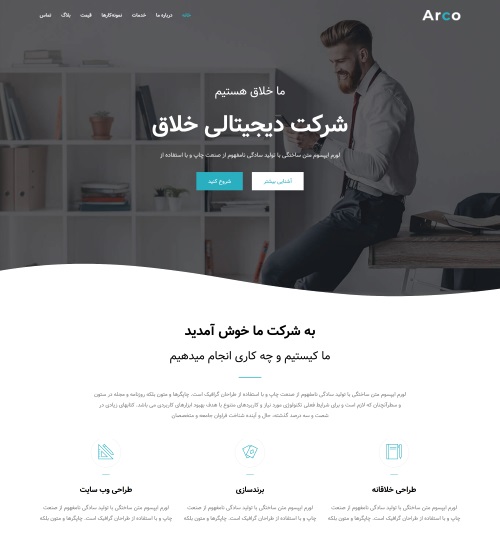 Arco
خانه درباره ما خدمات نمونه‌کارها قیمت بلاگ تماس
ما خلاق هستیم
شرکت دیجیتالی خلاق
لورم ایپسوم متن ساختگی با تولید سادگی نامفهوم از صنعت چاپ و با استفاده از
آشنایی بیشتر
شروع کنید
به شرکت ما خوش آمدید
ما کیستیم و چه کاری انجام میدهیم
لورم ایپسوم متن ساختگی با تولید سادگی نامفهوم از صنعت چاپ و با استفاده از طراحان گرافیک است. چاپگرها و متون بلکه روزنامه و مجله در ستون
و سطرآنچنان که لازم است و برای شرایط فعلی تکنولوژی مورد نیاز و کاربردهای متنوع با هدف بهبود ابزارهای کاربردی می باشد. کتابهای زیادی در
شصت و سه درصد گذشته، حال و آینده شناخت فراوان جامعه و متخصصان
طراحی خلاقانه
لورم ایپسوم متن ساختگی با تولید سادگی نامفهوم از صنعت
چاپ و با استفاده از طراحان گرافیک است. چاپگرها و متون بلکه
برندسازی
لورم ایپسوم متن ساختگی با تولید سادگی نامفهوم از صنعت
چاپ و با استفاده از طراحان گرافیک است. چاپگرها و متون بلکه
طراحی وب سایت
لورم ایپسوم متن ساختگی با تولید سادگی نامفهوم از صنعت
چاپ و با استفاده از طراحان گرافیک است. چاپگرها و متون بلکه